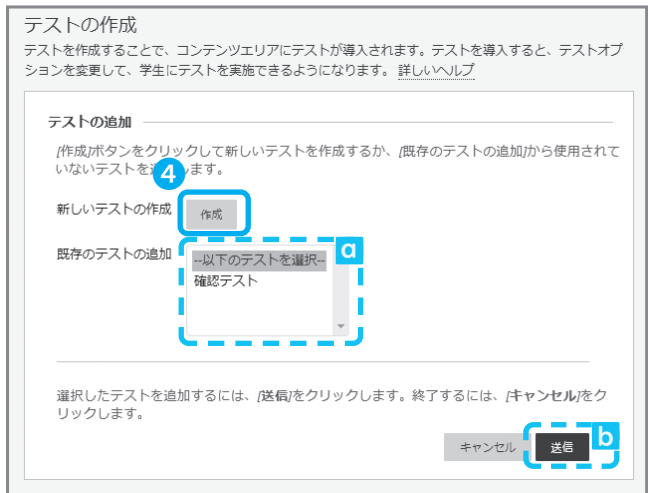 テストの作成
テストを作成することで、コンテンツエリアにテストが導入されます。テストを導入すると、テストオプ
ションを変更して、学生にテストを実施できるようになります。 詳しいヘルプ
テストの追加
[作成]ボタンをクリックして新しいテストを作成するか、[既存のテストの追加]から使用されて
いないテストを します。
4
新しいテストの作成 作成
既存のテストの追加 --以下のテストを選択-- a
確認テスト
選択したテストを追加するには、[送信]をクリックします。終了するには、[キャンセル]をク
リックします。
キャンセル 送信 b